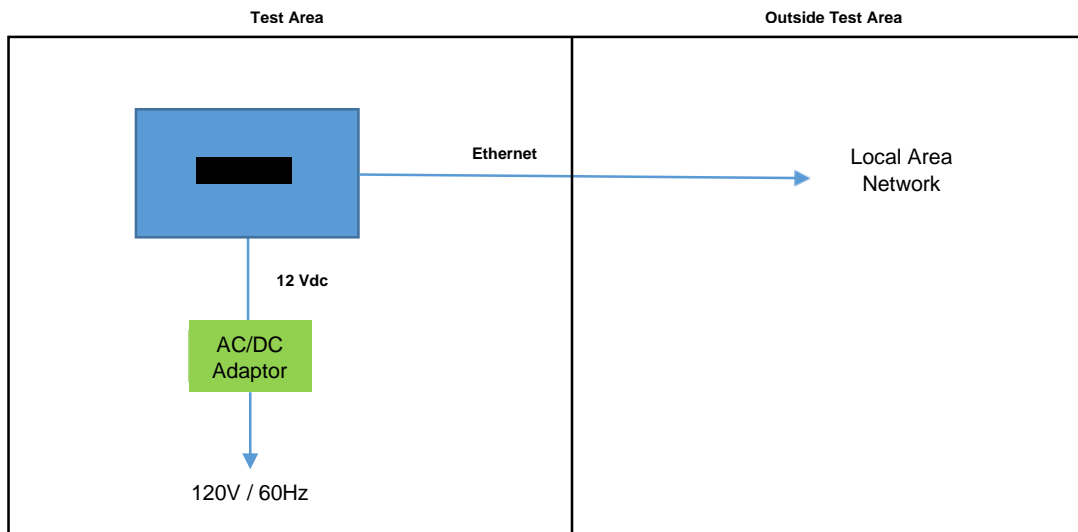 Test Area
Outside Test Area
Ethernet
Local Area
Network
12 Vdc
AC/DC
Adaptor
120V / 60Hz